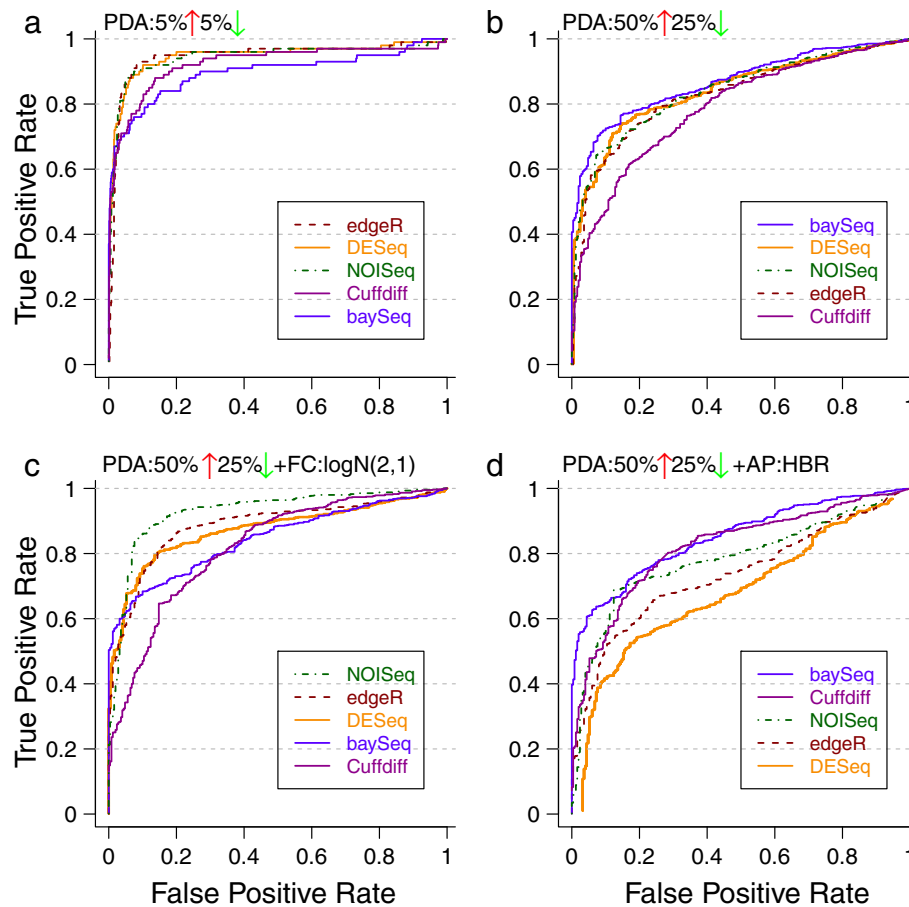 a PDA:5%↑5%↓
1
0.8
0.6
0.4
0.2
0
True Positive Rate
edgeR
DESeq
NOISeq
Cuffdiff
baySeq
0 0.2 0.4 0.6 0.8 1
b PDA:50%↑25%↓
1
0.8
0.6
0.4
0.2
0
baySeq
DESeq
NOISeq
edgeR
Cuffdiff
0 0.2 0.4 0.6 0.8 1
c PDA:50%↑25%↓+FC:logN(2,1)
1
0.8
0.6
0.4
0.2
0
True Positive Rate
NOISeq
edgeR
DESeq
baySeq
Cuffdiff
0 0.2 0.4 0.6 0.8 1
False Positive Rate
d PDA:50%↑25%↓+AP:HBR
1
0.8
0.6
0.4
0.2
0
baySeq
Cuffdiff
NOISeq
edgeR
DESeq
0 0.2 0.4 0.6 0.8 1
False Positive Rate